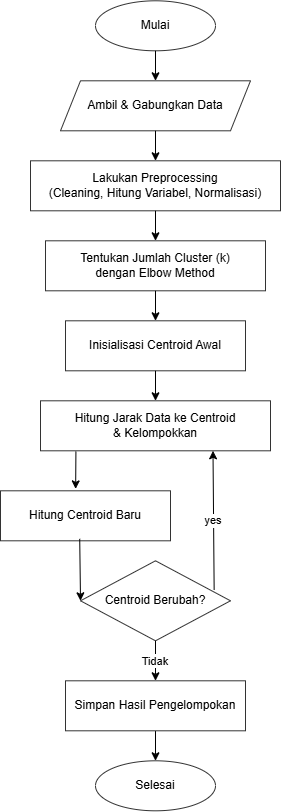 Mulai
Ambil & Gabungkan Data
Lakukan Preprocessing
(Cleaning, Hitung Variabel, Normalisasi)
Tentukan Jumlah Cluster (k)
dengan Elbow Method
Inisialisasi Centroid Awal
Hitung Jarak Data ke Centroid
& Kelompokkan
Hitung Centroid Baru
yes
Centroid Berubah?
Tidak
Simpan Hasil Pengelompokan
Selesai